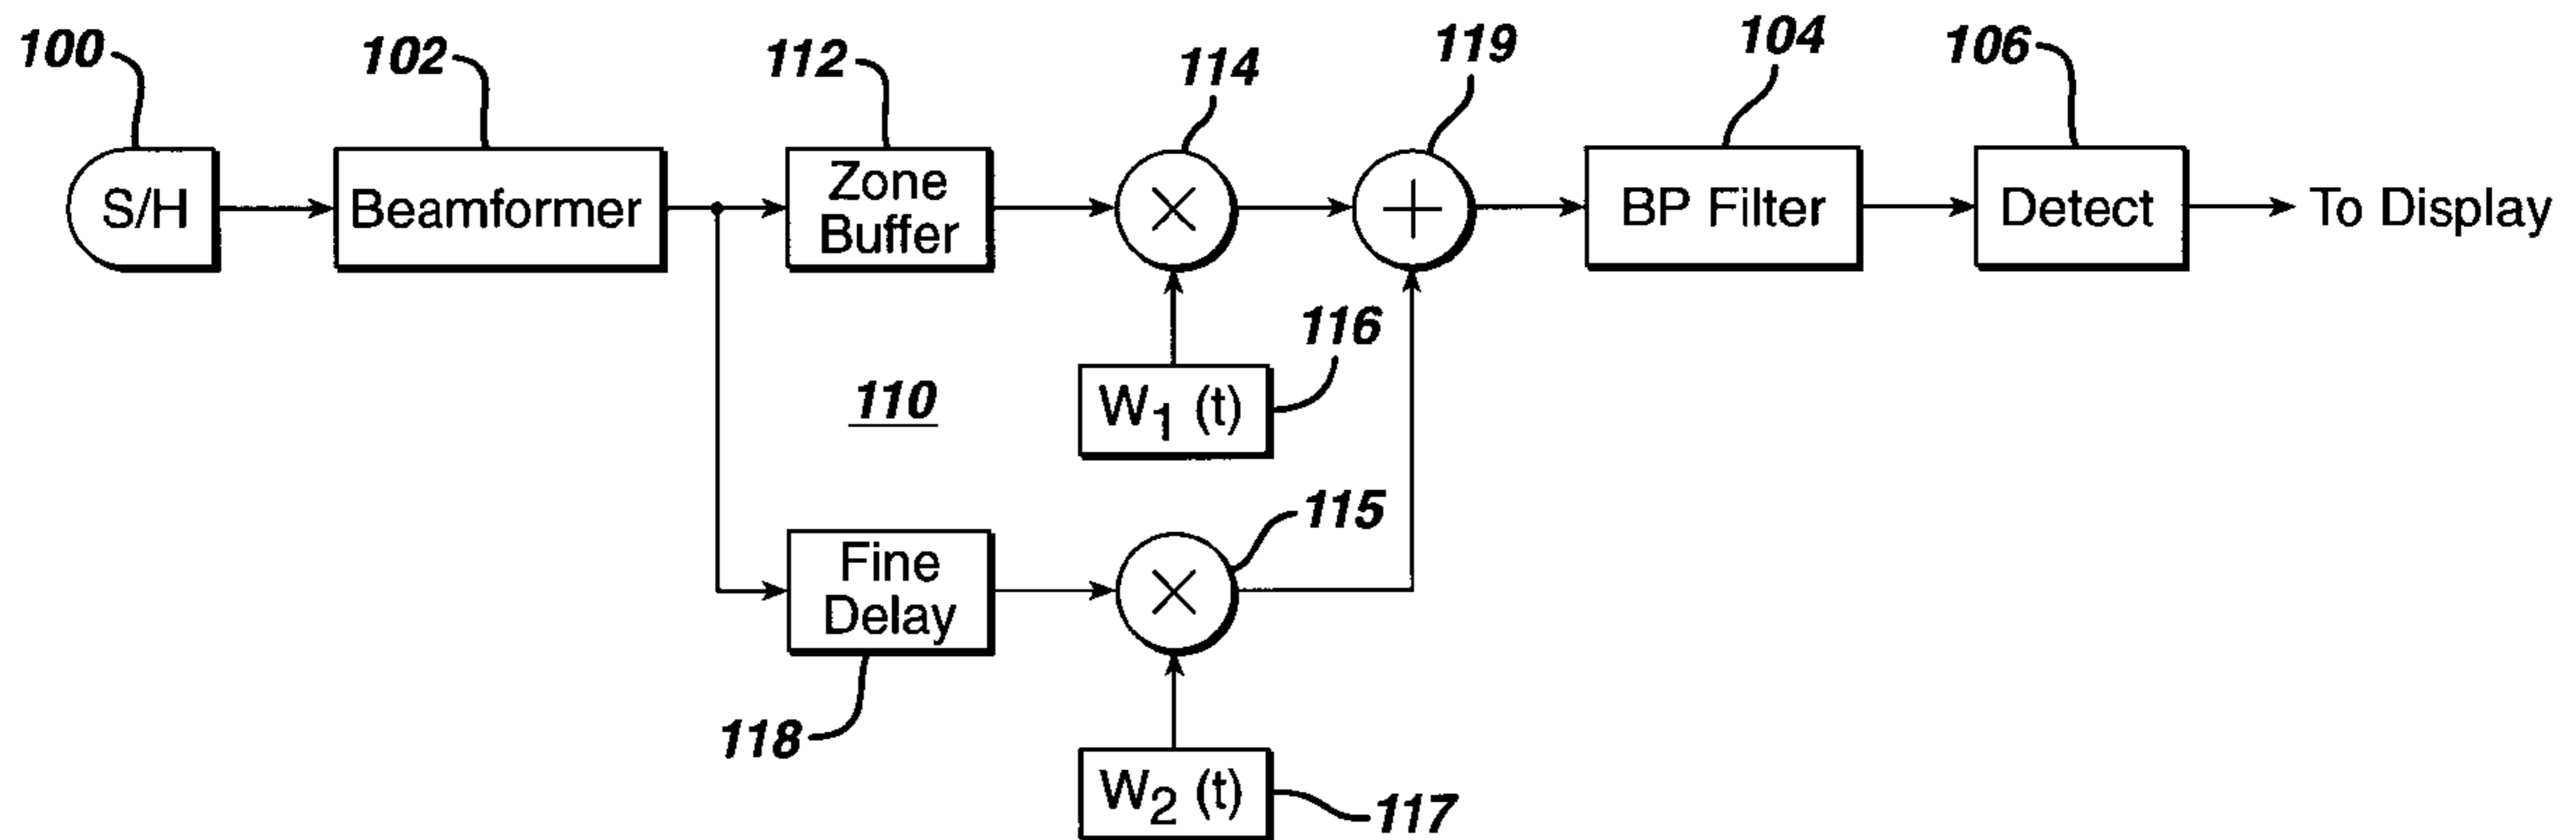 100
102
112
114
119
104
106
S/H
Beamformer
Zone
Buffer
×
+
BP Filter
Detect
To Display
116
W1 (t)
110
115
Fine
Delay
×
118
W2 (t)
117